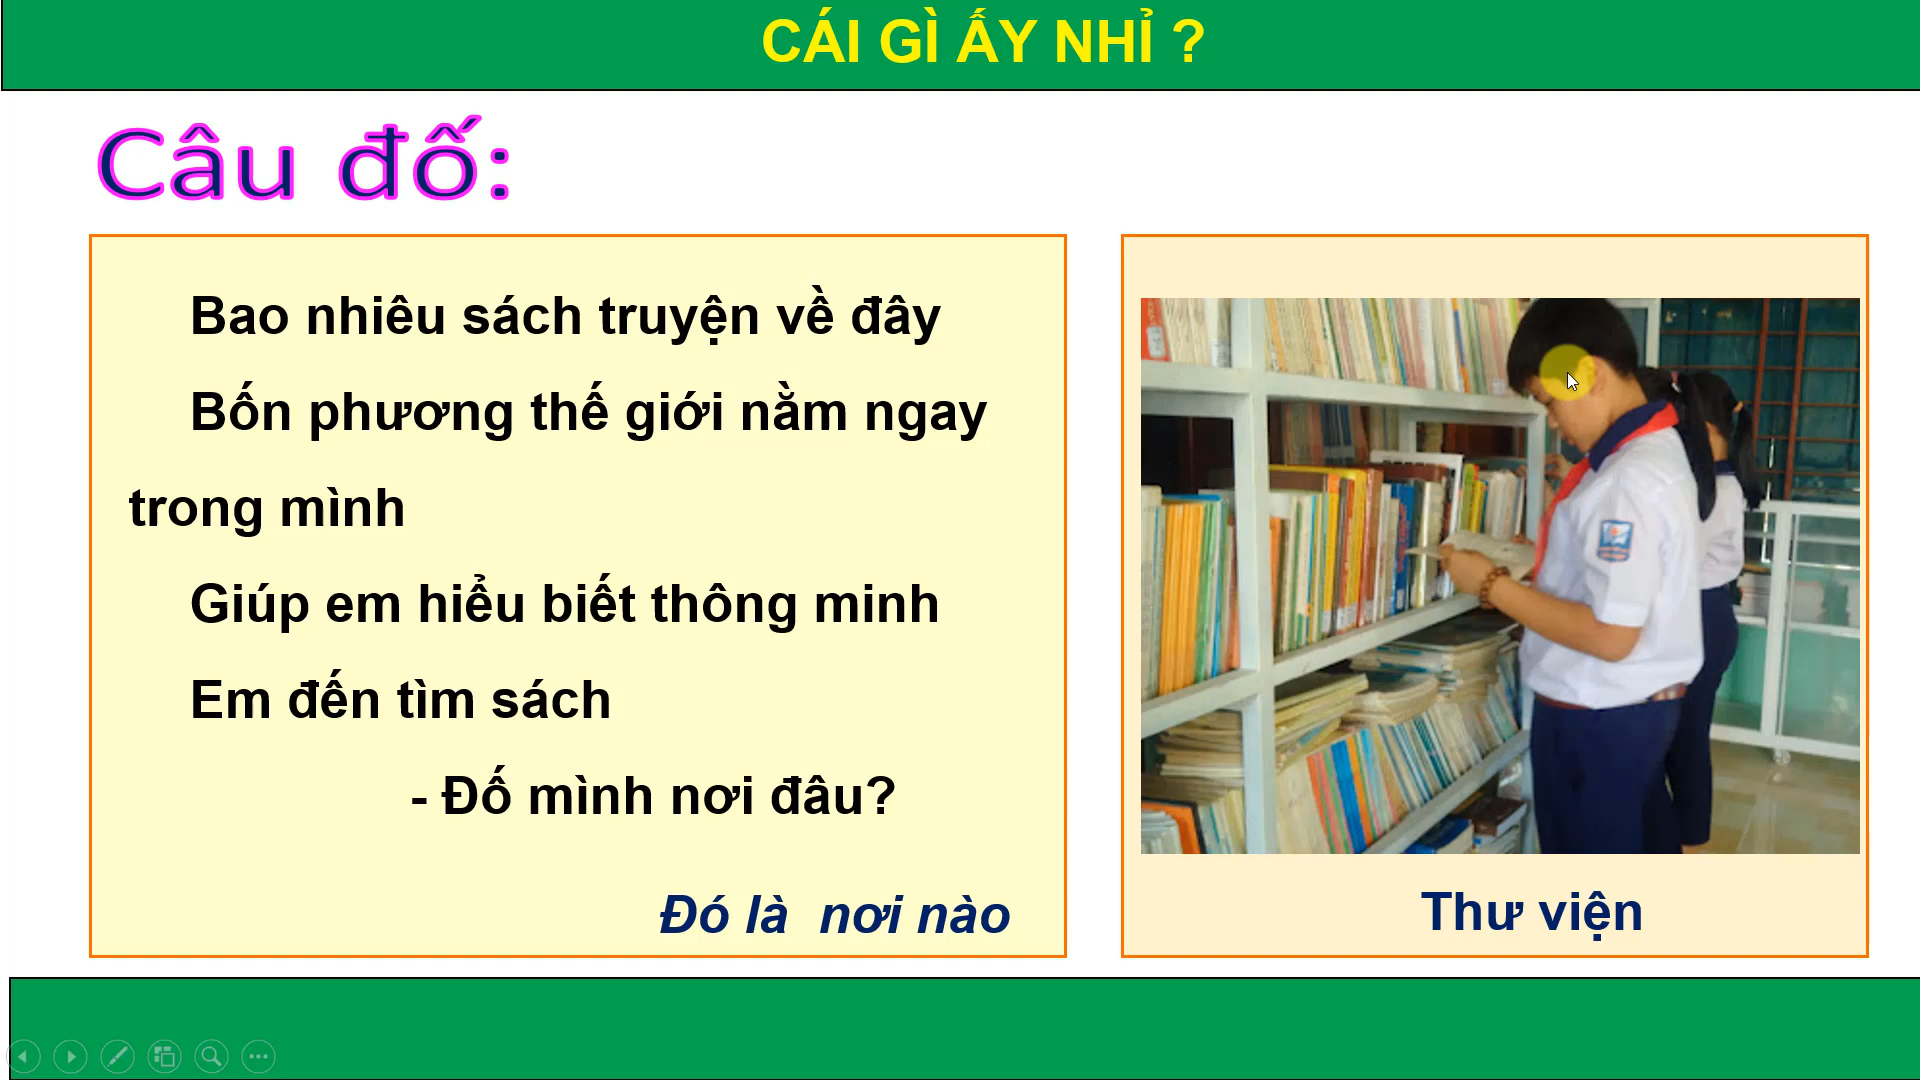 CÁI GÌ ẤY NHỈ ?
Câu đố:
Bao nhiêu sách truyện về đây
Bốn phương thế giới nằm ngay
trong mình
Giúp em hiểu biết thông minh
Em đến tìm sách
- Đố mình nơi đâu?
Đó là nơi nào
Thư viện